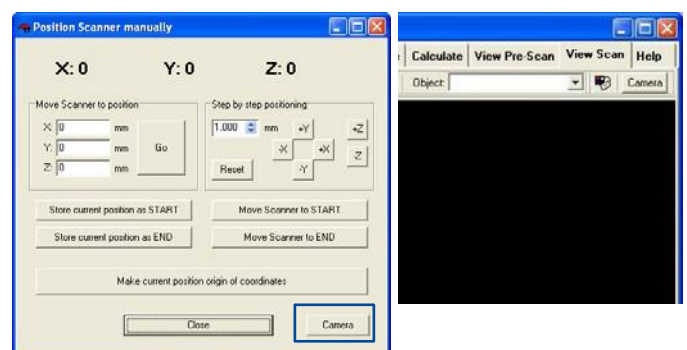 Position Scanner manually
X: 0 Y: 0 Z: 0
Move Scanner to position
X: 0 mm
Y: 0 mm
Z: 0 mm
Go
Step by step positioning
1.000 mm
+Y
-X
+X
-Y
+Z
-Z
Reset
Store current position as START
Move Scanner to START
Store current position as END
Move Scanner to END
Make current position origin of coordinates
Close
Camera
Calculate View Pre-Scan View Scan Help
Object:
Camera